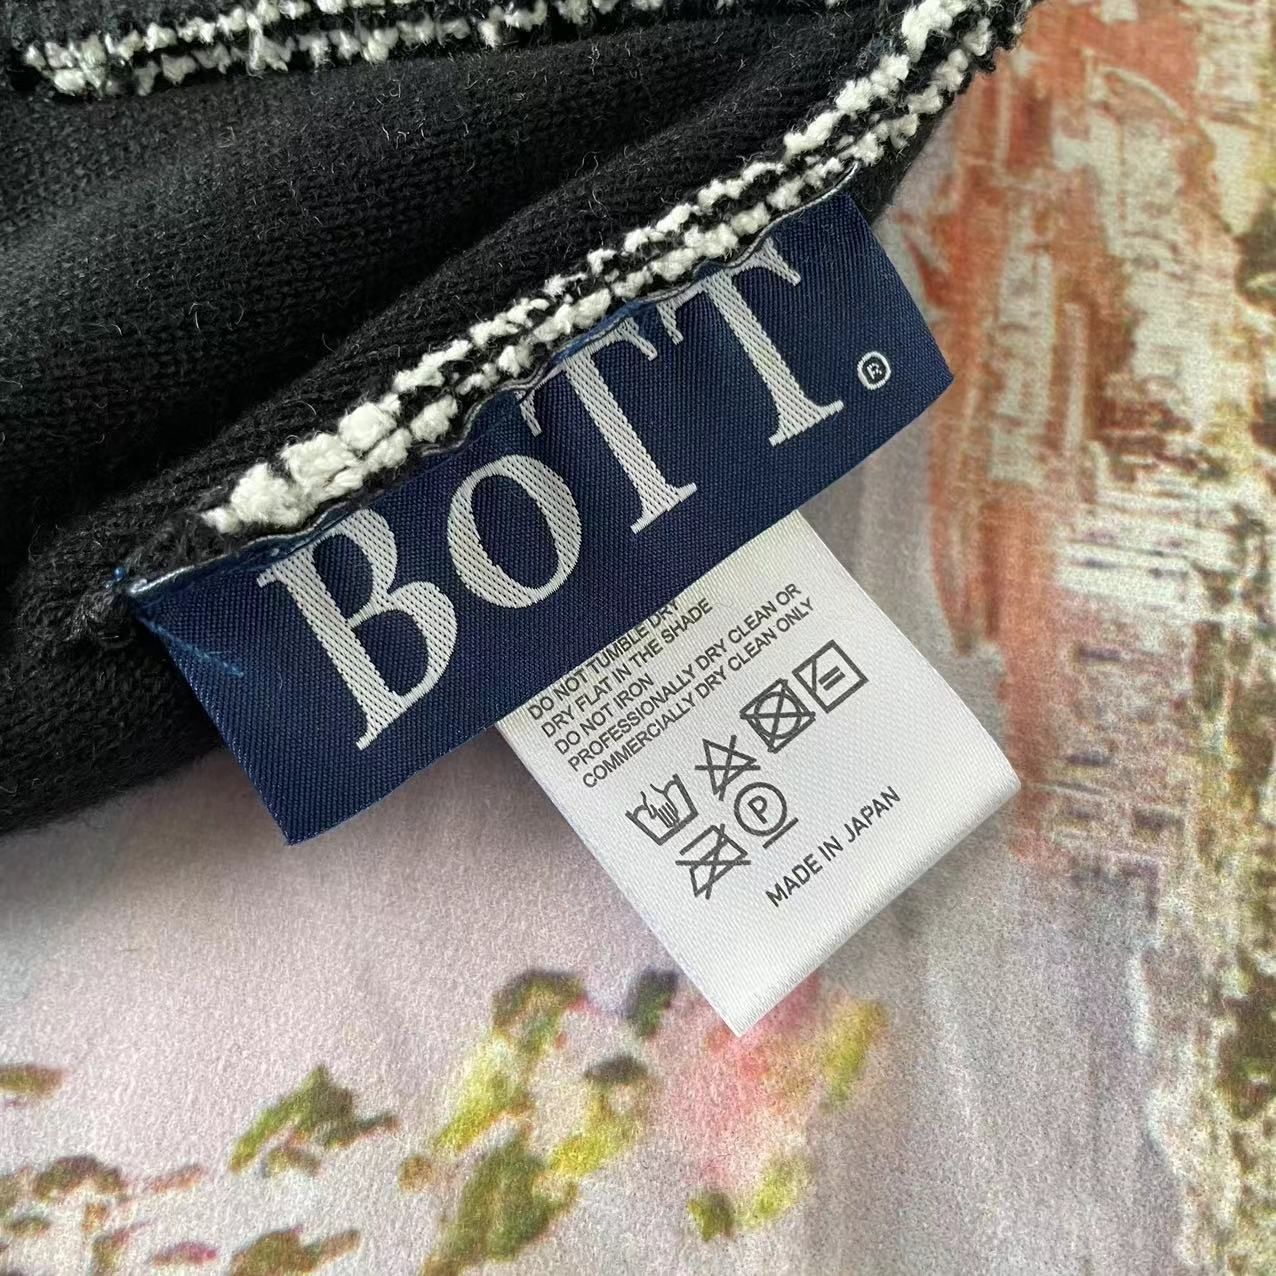 BoTT.®
DO NOT TUMBLE DRY
DRY FLAT IN THE SHADE
DO NOT IRON
PROFESSIONALLY DRY CLEAN OR
COMMERCIALLY DRY CLEAN ONLY
P
MADE IN JAPAN